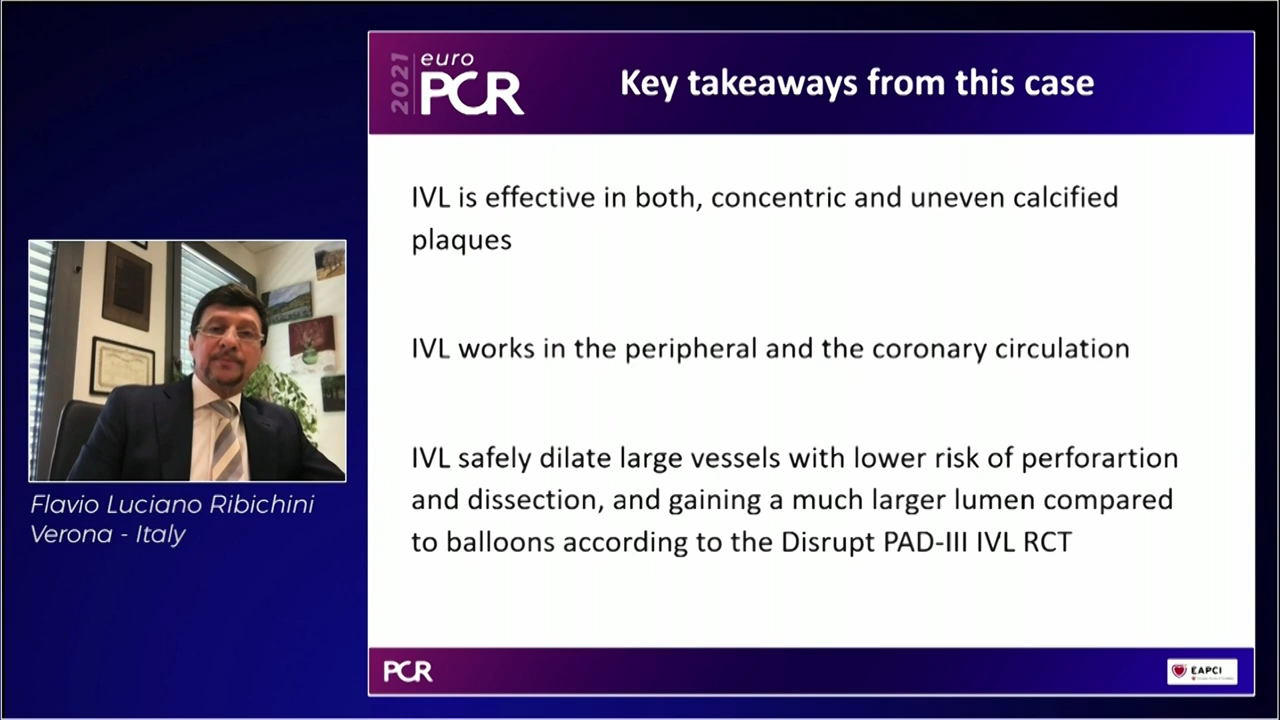 2021
euro
PCR
Key takeaways from this case
IVL is effective in both, concentric and uneven calcified
plaques
IVL works in the peripheral and the coronary circulation
IVL safely dilate large vessels with lower risk of perforartion
and dissection, and gaining a much larger lumen compared
to balloons according to the Disrupt PAD-III IVL RCT
Flavio Luciano Ribichini
Verona - Italy
PCR
EAPCI